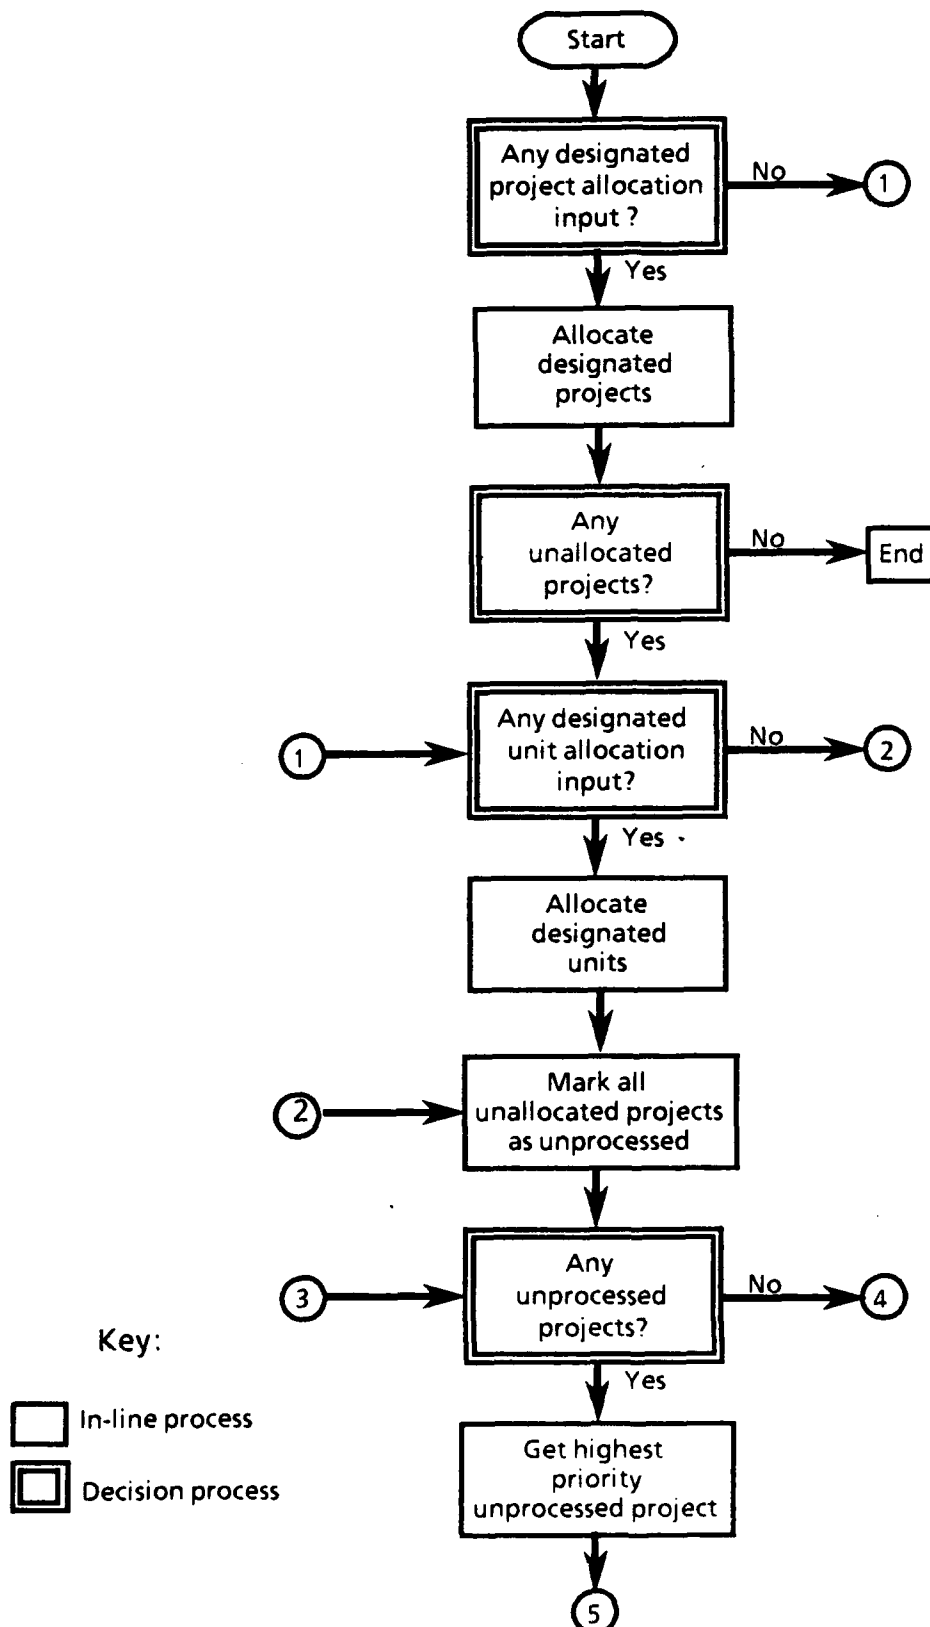 Start
Any designated
project allocation
input ?
No
1
Yes
Allocate
designated
projects
Any
unallocated
projects?
No
End
Yes
1
Any designated
unit allocation
input?
No
2
Yes
Allocate
designated
units
2
Mark all
unallocated projects
as unprocessed
3
Any
unprocessed
projects?
No
4
Yes
Key:
In-line process
Decision process
Get highest
priority
unprocessed project
5